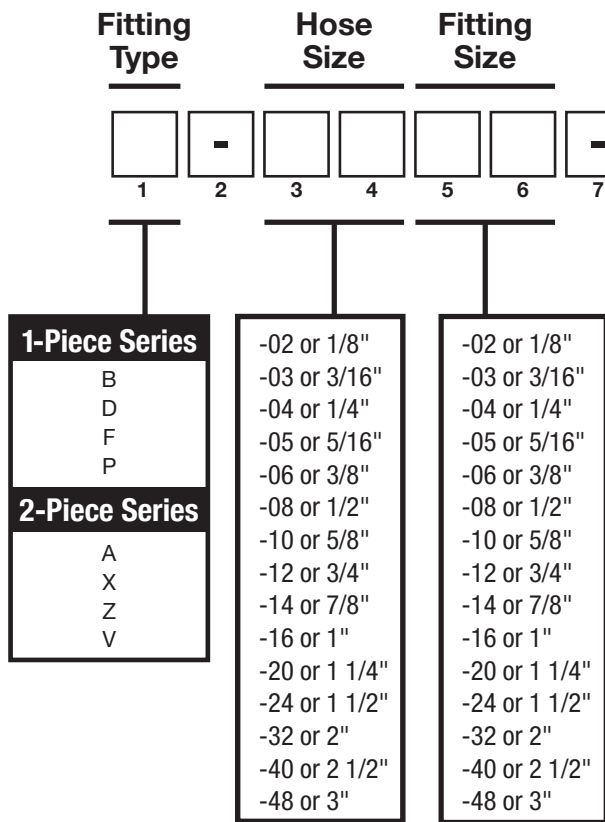 Fitting
Type
Hose
Size
Fitting
Size
- -
1 2 3 4 5 6 7
1-Piece Series
B
D
F
P
2-Piece Series
A
X
Z
V
-02 or 1/8"
-03 or 3/16"
-04 or 1/4"
-05 or 5/16"
-06 or 3/8"
-08 or 1/2"
-10 or 5/8"
-12 or 3/4"
-14 or 7/8"
-16 or 1"
-20 or 1 1/4"
-24 or 1 1/2"
-32 or 2"
-40 or 2 1/2"
-48 or 3"
-02 or 1/8"
-03 or 3/16"
-04 or 1/4"
-05 or 5/16"
-06 or 3/8"
-08 or 1/2"
-10 or 5/8"
-12 or 3/4"
-14 or 7/8"
-16 or 1"
-20 or 1 1/4"
-24 or 1 1/2"
-32 or 2"
-40 or 2 1/2"
-48 or 3"